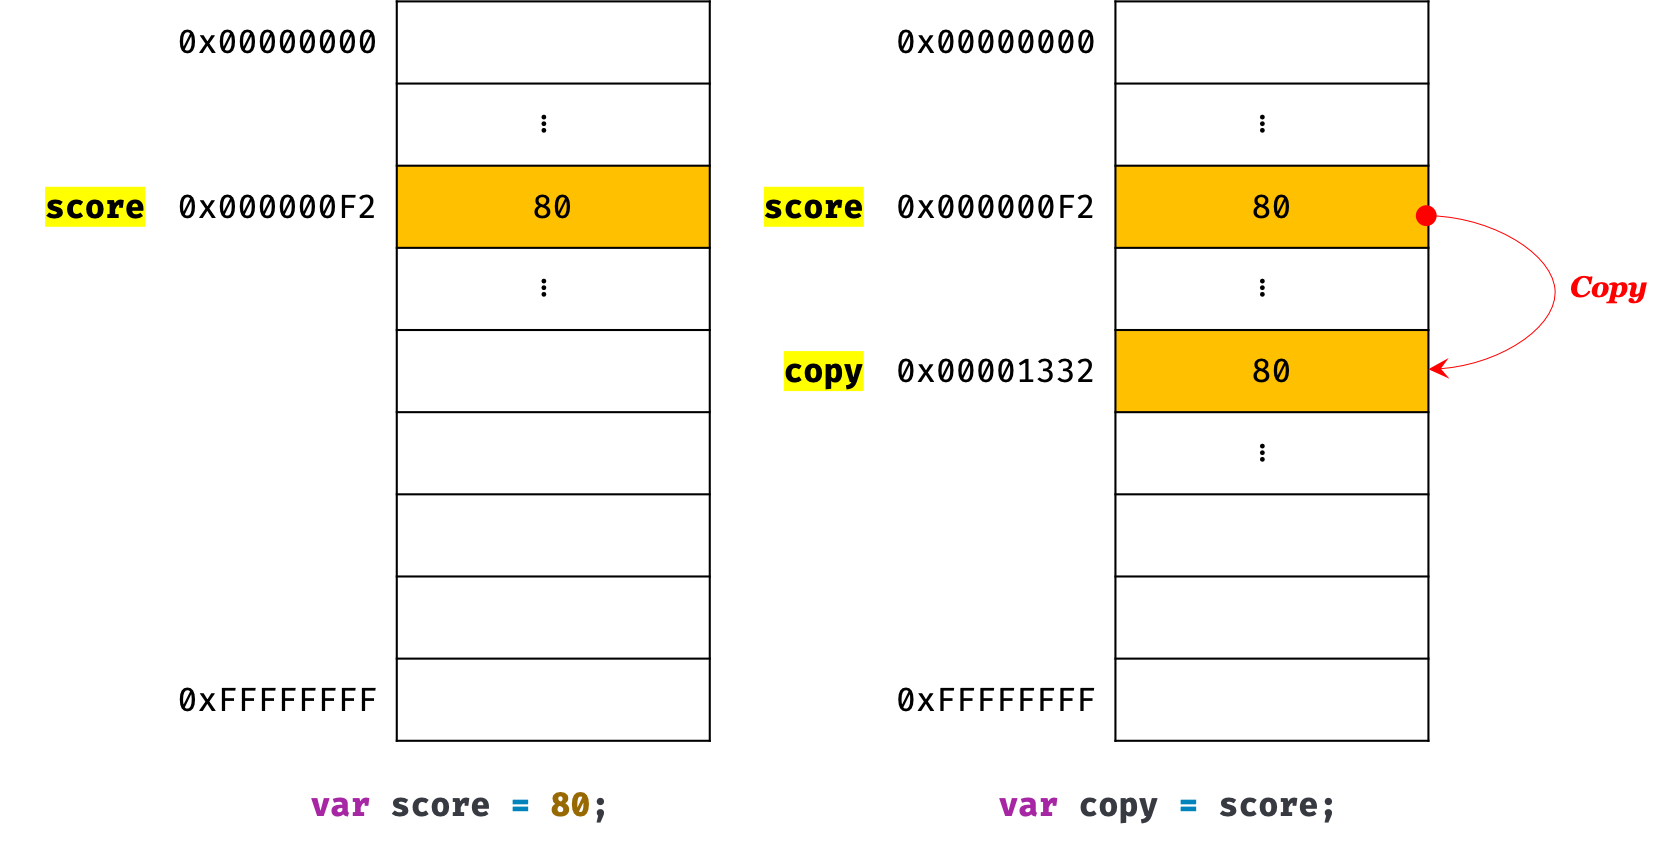 0x00000000
⋮
score 0x000000F2 80
⋮
0xFFFFFFFF
var score = 80;
0x00000000
⋮
score 0x000000F2 80
⋮
Copy
copy 0x00001332 80
⋮
0xFFFFFFFF
var copy = score;